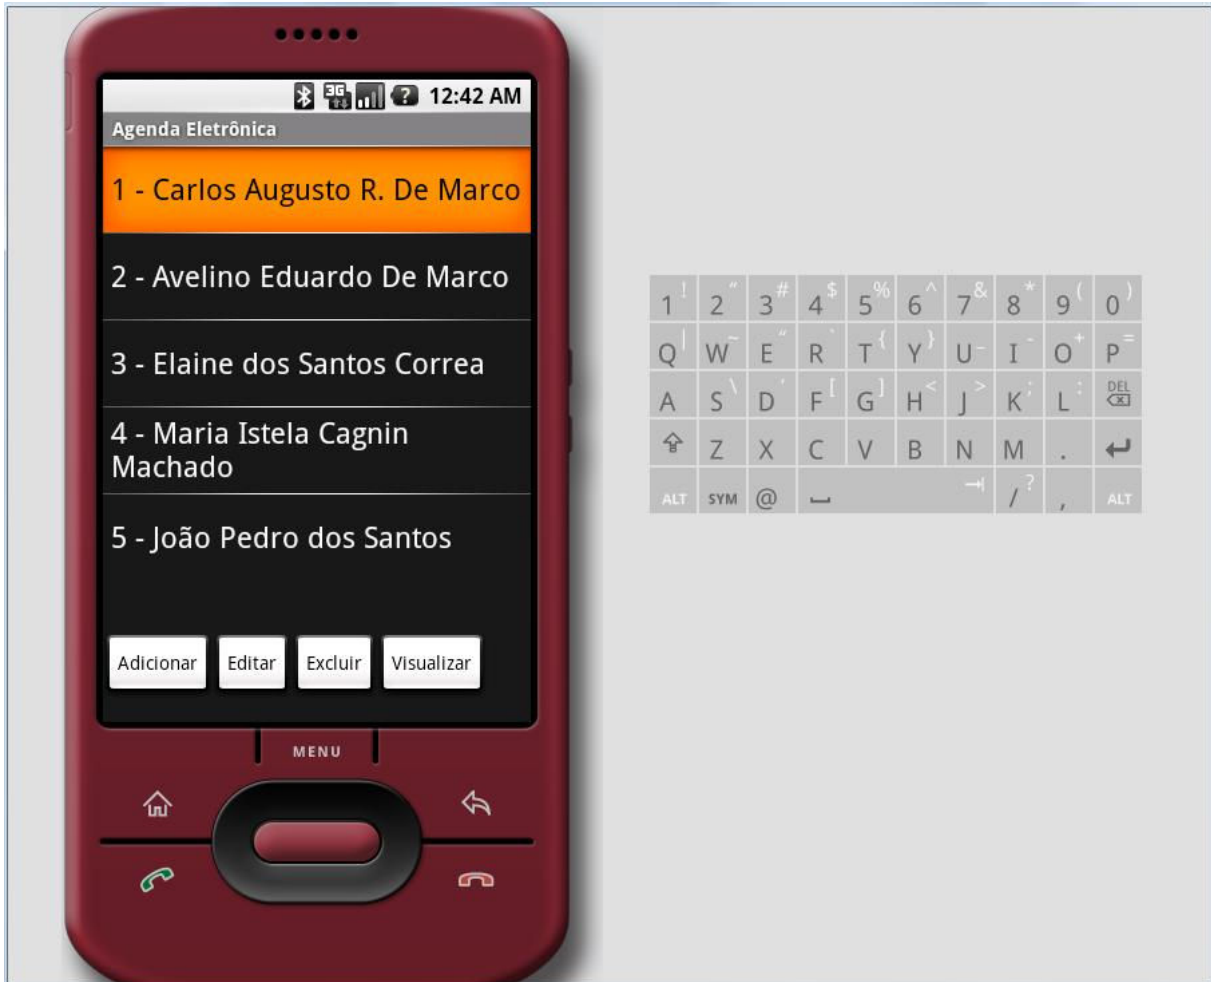 3G 12:42 AM
Agenda Eletrônica
1 - Carlos Augusto R. De Marco
2 - Avelino Eduardo De Marco
3 - Elaine dos Santos Correa
4 - Maria Istela Cagnin
Machado
5 - João Pedro dos Santos
Adicionar Editar Excluir Visualizar
MENU
1 ! 2 " 3 # 4 $ 5 % 6 ^ 7 & 8 * 9 ( 0 )
Q | W ~ E " R ` T { Y } U - I - O + P =
A S \ D ' F [ G ] H < J > K ; L : DEL
Z X C V B N M .
ALT SYM @ / ? , ALT